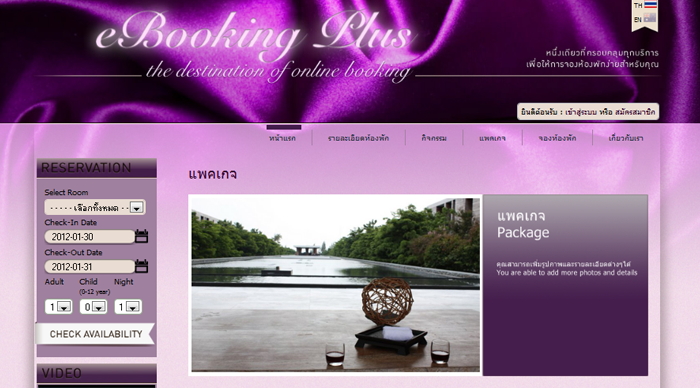 eBooking Plus
the destination of online booking
TH
EN
หนึ่งเดียวที่ครอบคลุมทุกบริการ
เพื่อให้การจองห้องพักง่ายสำหรับคุณ
ยินดีต้อนรับ : เข้าสู่ระบบ หรือ สมัครสมาชิก
หน้าแรก รายละเอียดห้องพัก กิจกรรม แพคเกจ จองห้องพัก เกี่ยวกับเรา
RESERVATION
Select Room
- - - - - เลือกทั้งหมด - -
Check-In Date
2012-01-30
Check-Out Date
2012-01-31
Adult Child Night
(0-12 year)
1 0 1
CHECK AVAILABILITY
VIDEO
แพคเกจ
แพคเกจ
Package
คุณสามารถเพิ่มรูปภาพและรายละเอียดต่างๆได้
You are able to add more photos and details